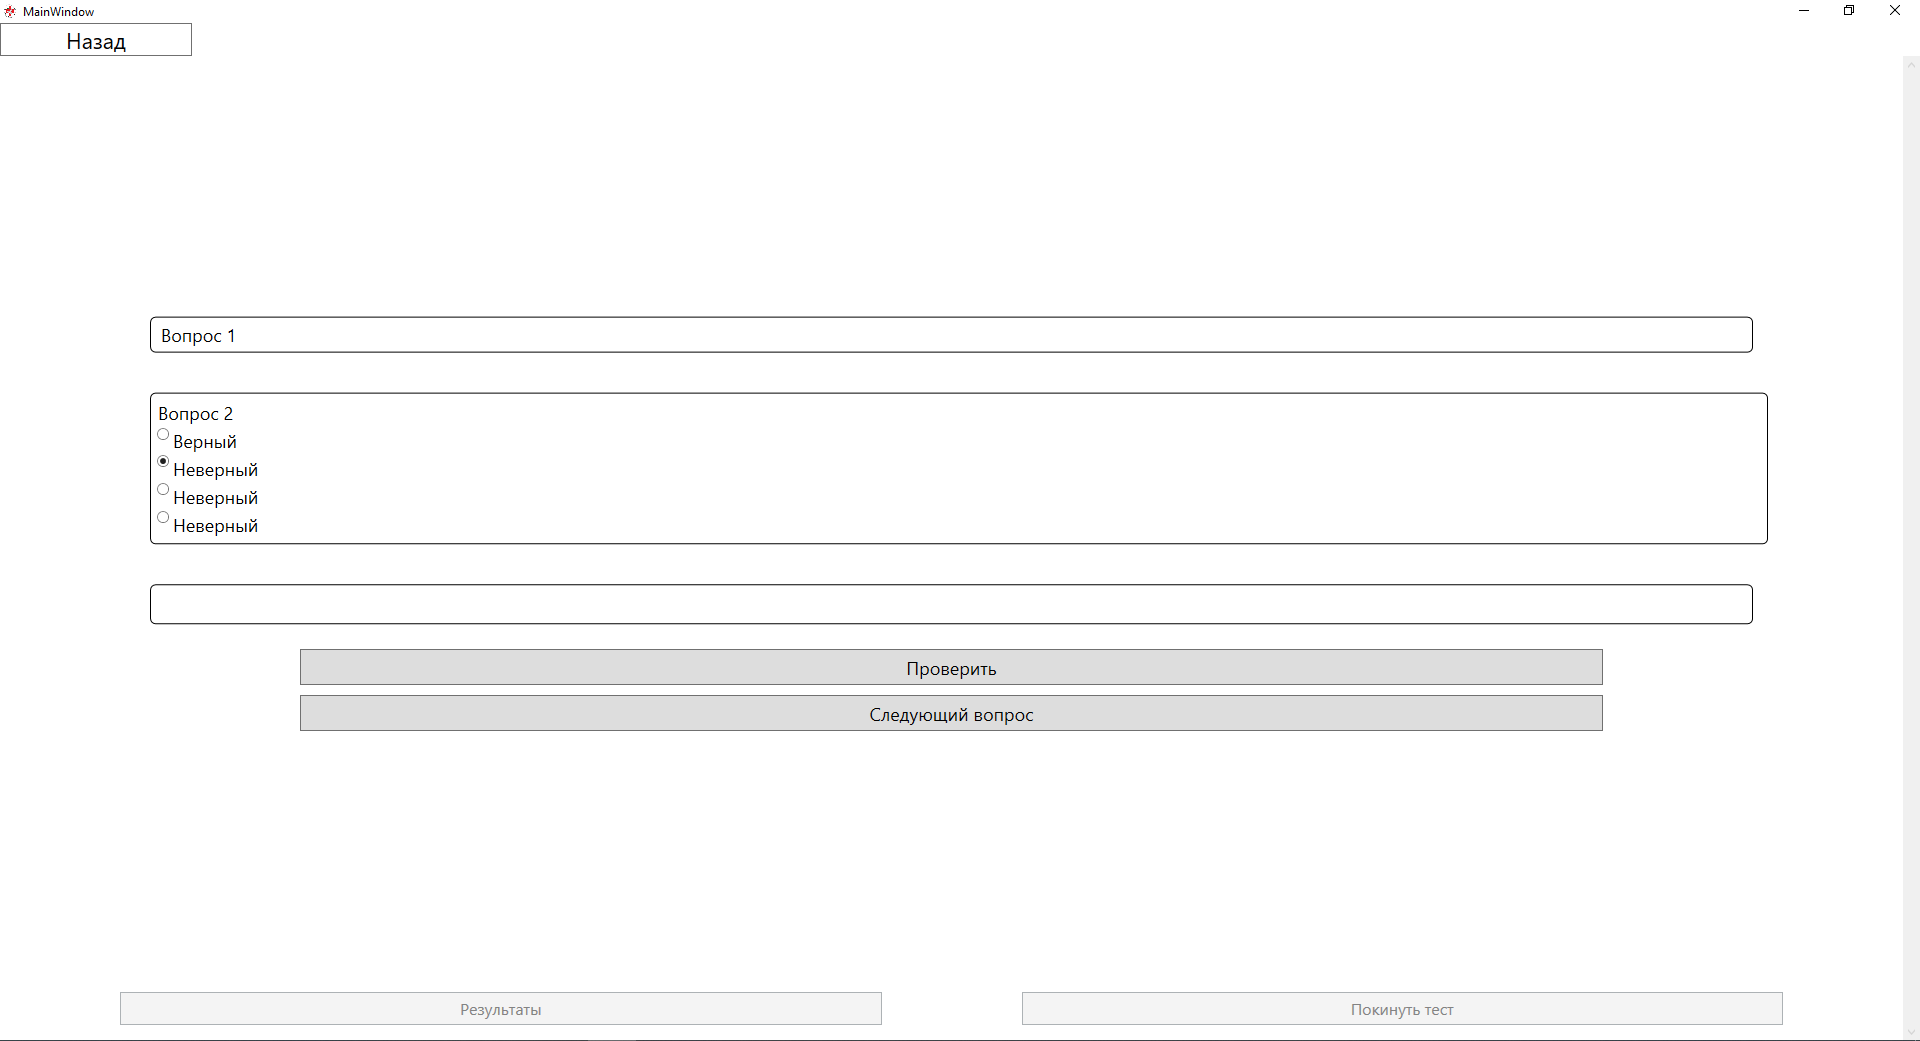 MainWindow
Назад
Вопрос 1
Вопрос 2
Верный
Неверный
Неверный
Неверный
Проверить
Следующий вопрос
Результаты
Покинуть тест